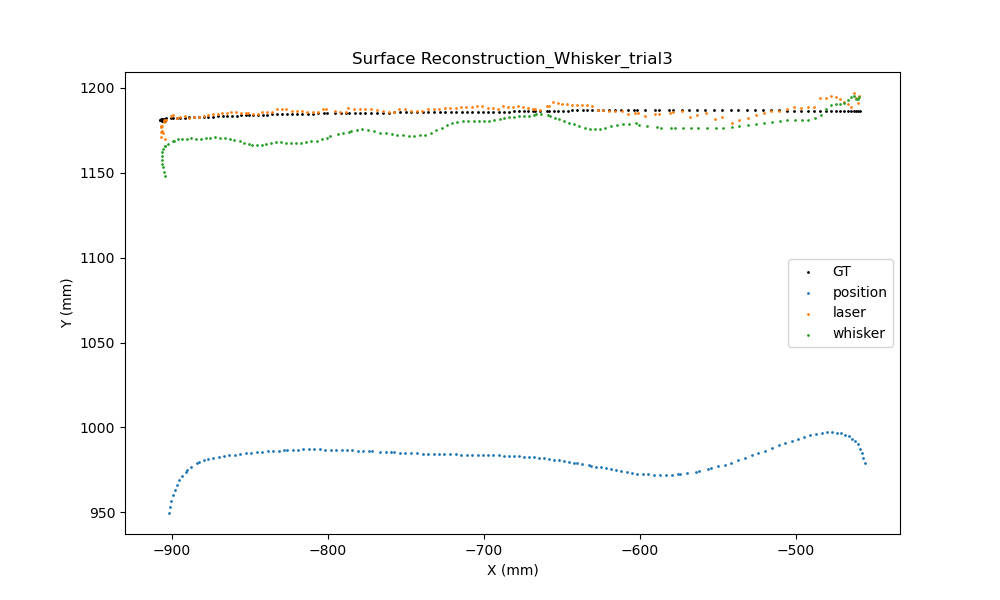 Surface Reconstruction_Whisker_trial3
1200
1150
1100
1050
1000
950
Y (mm)
GT
position
laser
whisker
−900
−800
−700
−600
−500
X (mm)